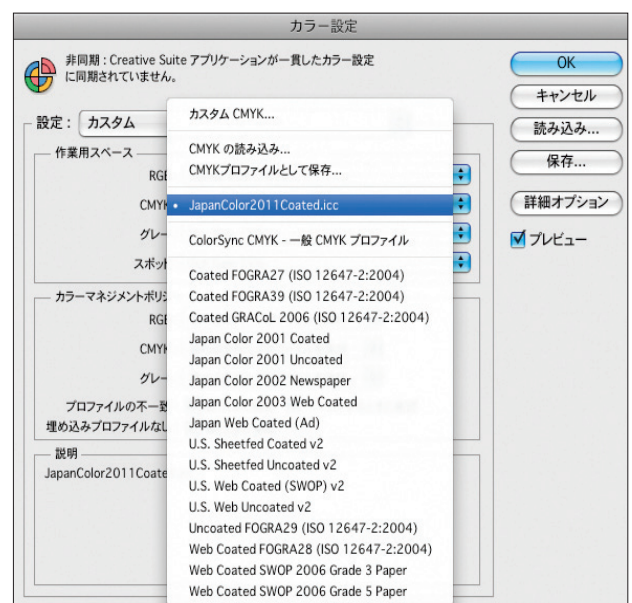 カラー設定
非同期 : Creative Suite アプリケーションが一貫したカラー設定
に同期されていません。
OK
キャンセル
読み込み...
保存...
詳細オプション
プレビュー
設定 : カスタム
作業用スペース
RGB
CMYK
グレー
スポット
カスタム CMYK...
CMYK の読み込み...
CMYKプロファイルとして保存...
• JapanColor2011Coated.icc
ColorSync CMYK - 一般 CMYK プロファイル
Coated FOGRA27 (ISO 12647-2:2004)
Coated FOGRA39 (ISO 12647-2:2004)
Coated GRACoL 2006 (ISO 12647-2:2004)
Japan Color 2001 Coated
Japan Color 2001 Uncoated
Japan Color 2002 Newspaper
Japan Color 2003 Web Coated
Japan Web Coated (Ad)
U.S. Sheetfed Coated v2
U.S. Sheetfed Uncoated v2
U.S. Web Coated (SWOP) v2
U.S. Web Uncoated v2
Uncoated FOGRA29 (ISO 12647-2:2004)
Web Coated FOGRA28 (ISO 12647-2:2004)
Web Coated SWOP 2006 Grade 3 Paper
Web Coated SWOP 2006 Grade 5 Paper
カラーマネジメントポリシ
RGB
CMYK
グレー
プロファイルの不一致
埋め込みプロファイルなし
説明
JapanColor2011Coate